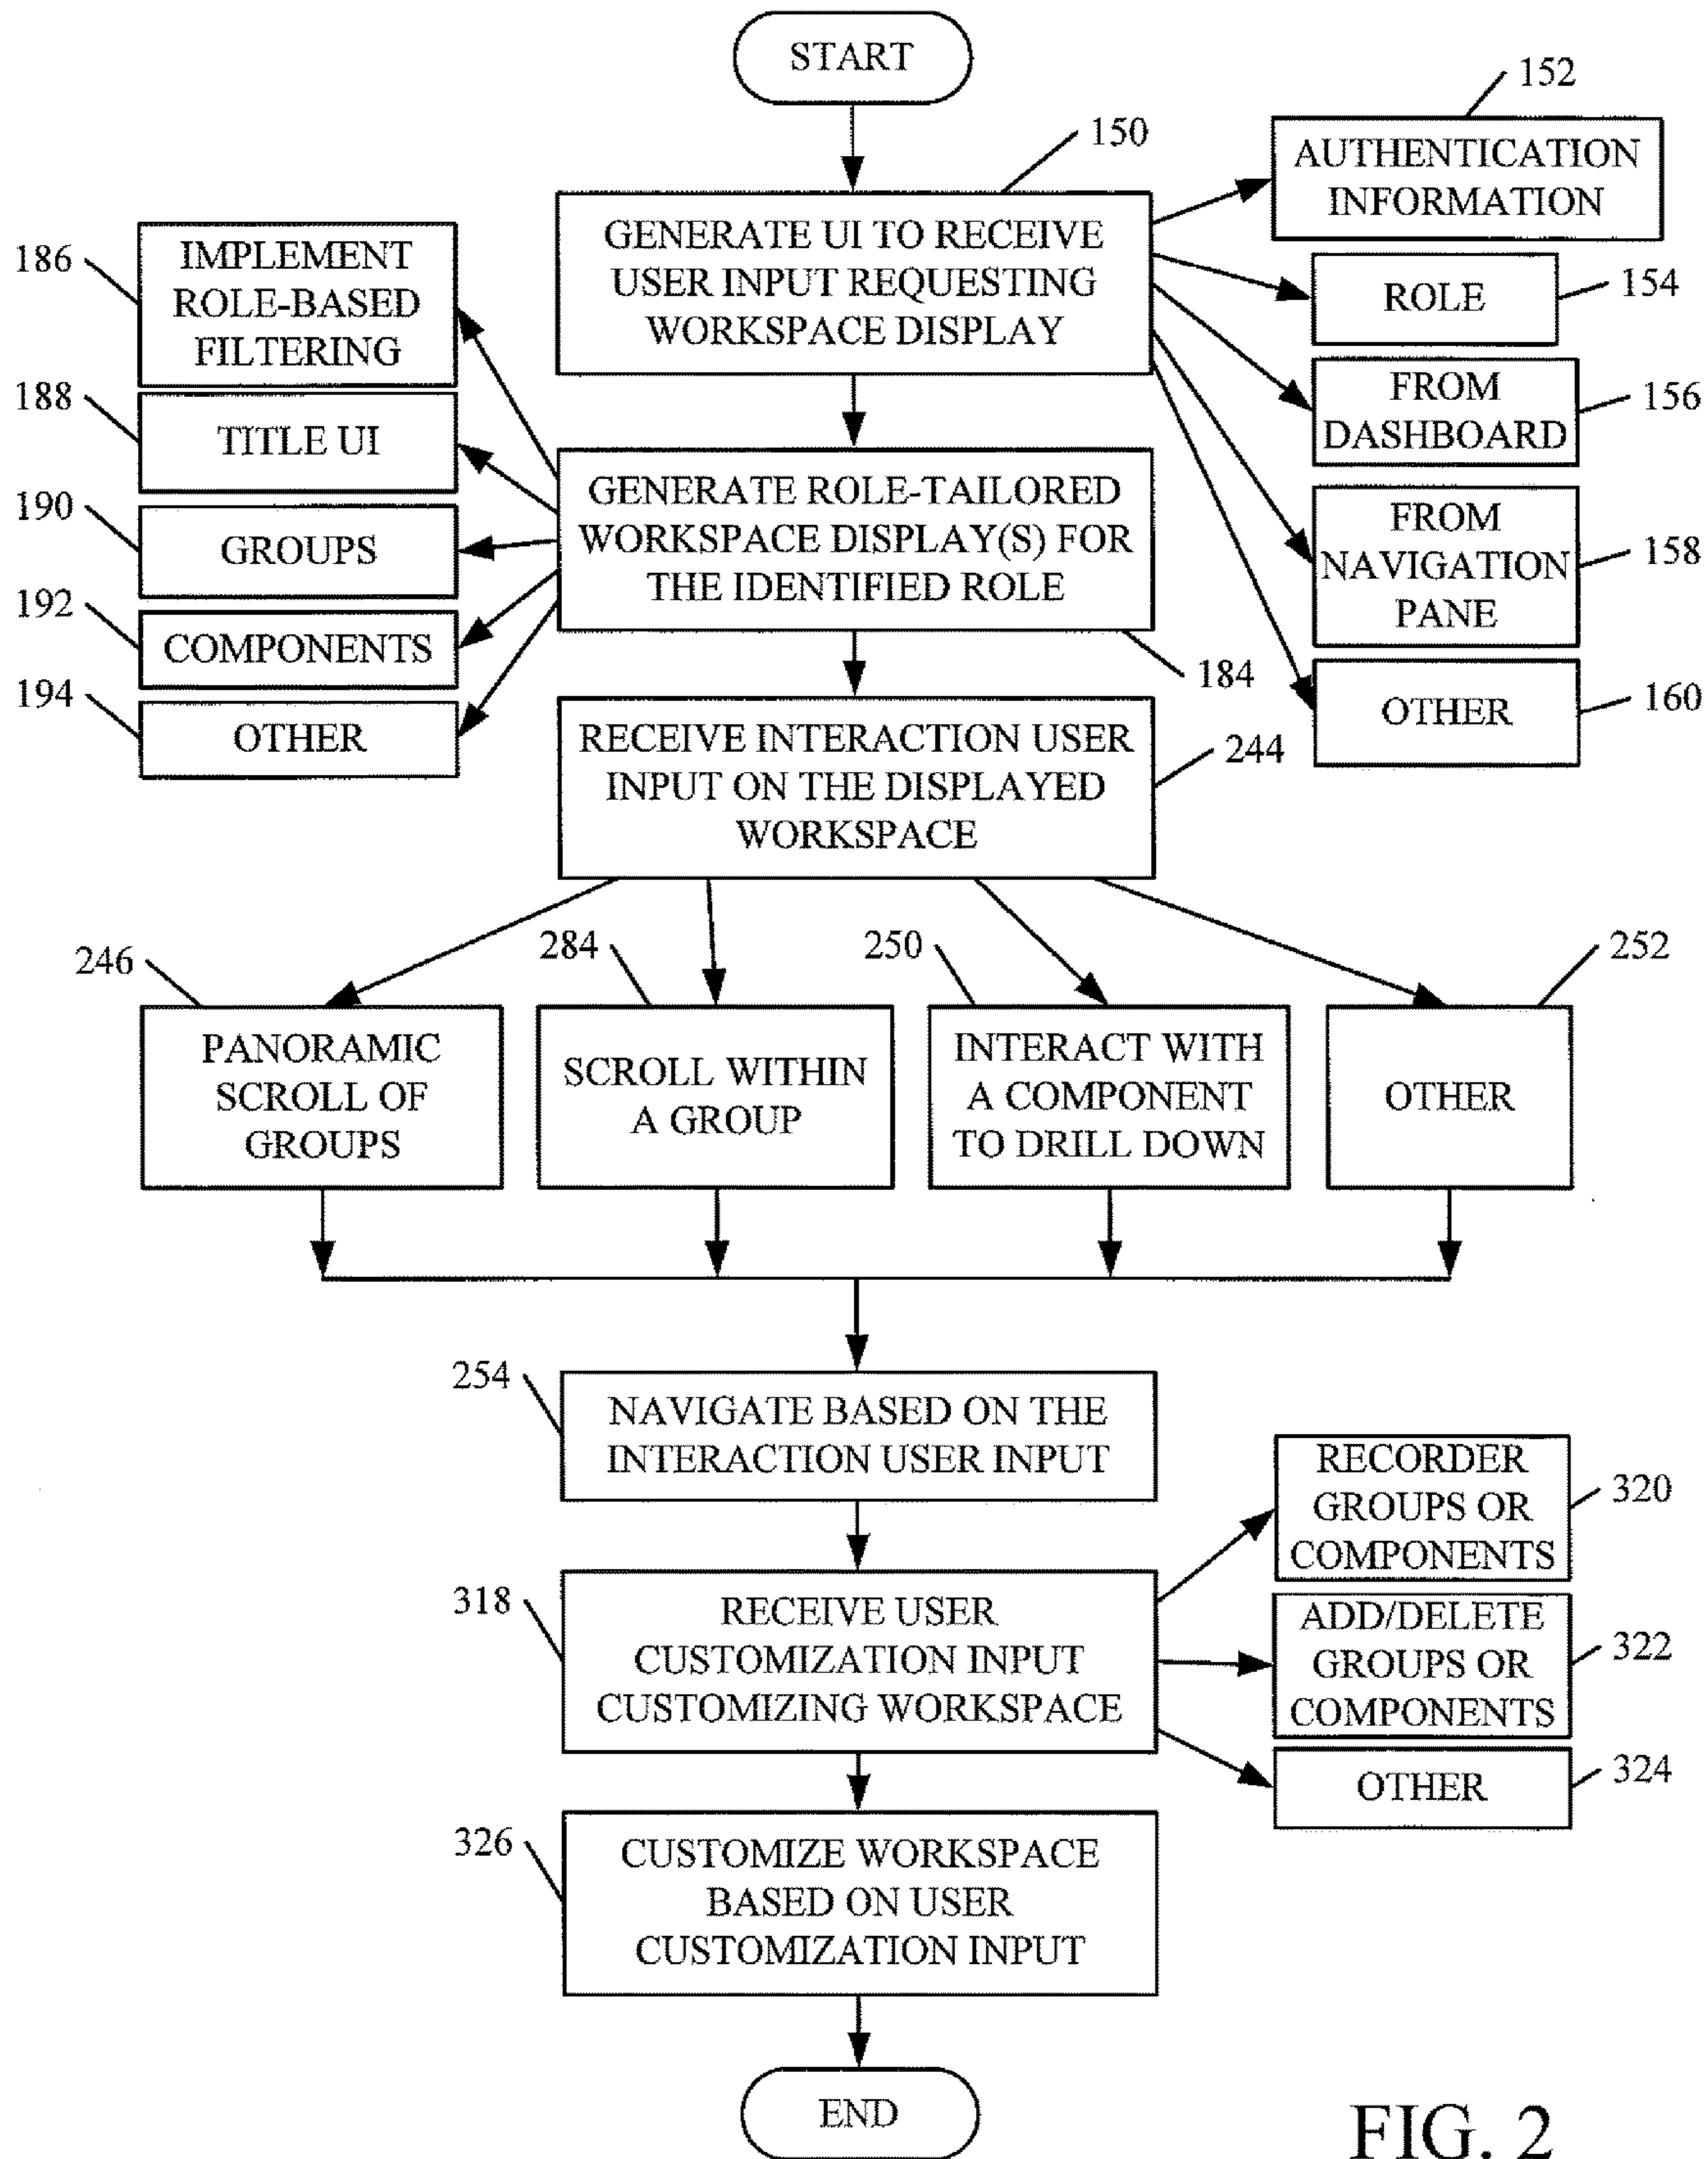 START
150
GENERATE UI TO RECEIVE
USER INPUT REQUESTING
WORKSPACE DISPLAY
152
AUTHENTICATION
INFORMATION
ROLE
154
FROM
DASHBOARD
156
FROM
NAVIGATION
PANE
158
OTHER
160
186
IMPLEMENT
ROLE-BASED
FILTERING
188
TITLE UI
190
GROUPS
192
COMPONENTS
194
OTHER
GENERATE ROLE-TAILORED
WORKSPACE DISPLAY(S) FOR
THE IDENTIFIED ROLE
184
RECEIVE INTERACTION USER
INPUT ON THE DISPLAYED
WORKSPACE
244
246
PANORAMIC
SCROLL OF
GROUPS
284
SCROLL WITHIN
A GROUP
250
INTERACT WITH
A COMPONENT
TO DRILL DOWN
252
OTHER
254
NAVIGATE BASED ON THE
INTERACTION USER INPUT
318
RECEIVE USER
CUSTOMIZATION INPUT
CUSTOMIZING WORKSPACE
RECORDER
GROUPS OR
COMPONENTS
320
ADD/DELETE
GROUPS OR
COMPONENTS
322
OTHER
324
326
CUSTOMIZE WORKSPACE
BASED ON USER
CUSTOMIZATION INPUT
END
FIG. 2